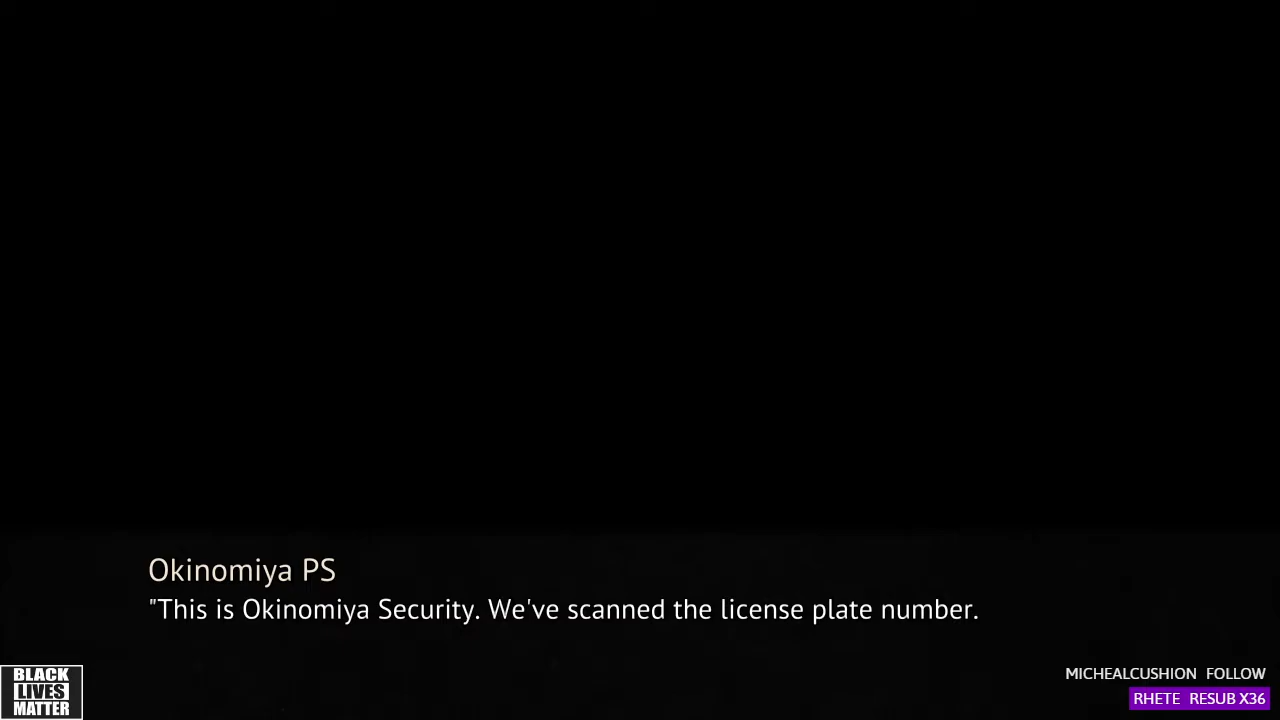 Okinomiya PS
"This is Okinomiya Security. We've scanned the license plate number.
BLACK
LIVES
MATTER
MICHEALCUSHION FOLLOW
RHETE RESUB X36